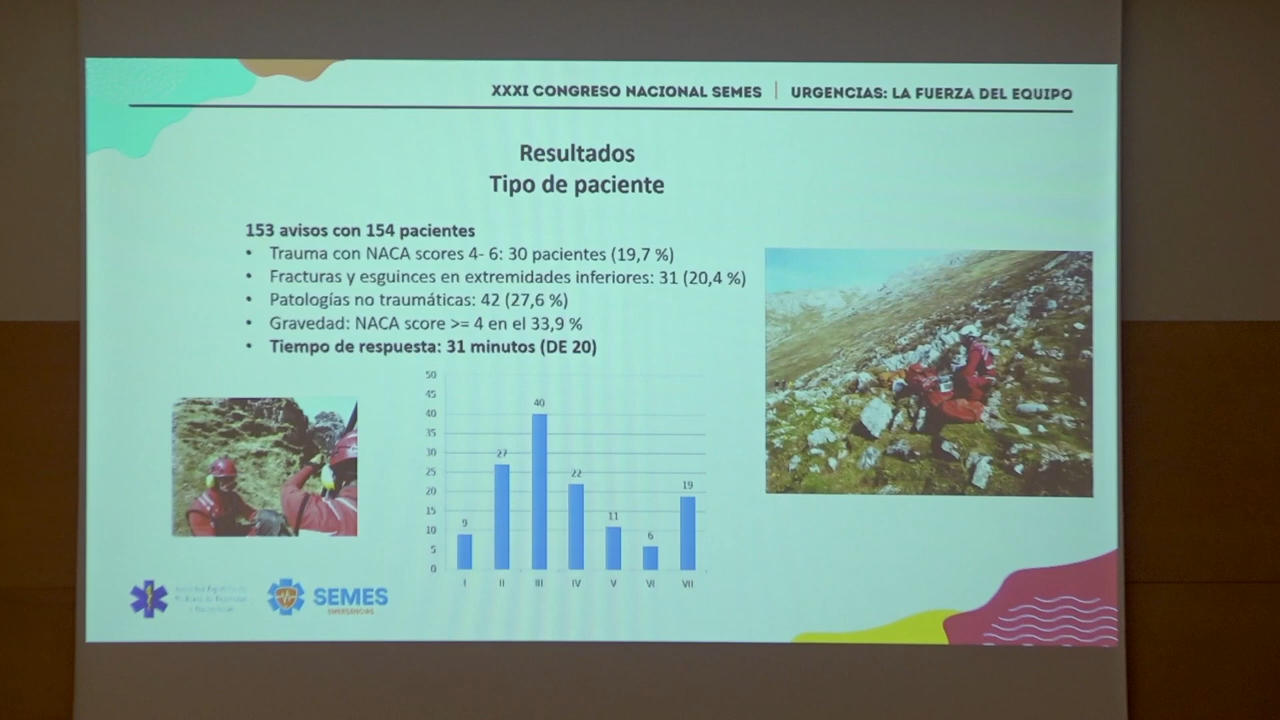 XXXI CONGRESO NACIONAL SEMES | URGENCIAS: LA FUERZA DEL EQUIPO
Resultados
Tipo de paciente
153 avisos con 154 pacientes
• Trauma con NACA scores 4- 6: 30 pacientes (19,7 %)
• Fracturas y esguinces en extremidades inferiores: 31 (20,4 %)
• Patologías no traumáticas: 42 (27,6 %)
• Gravedad: NACA score >= 4 en el 33,9 %
• Tiempo de respuesta: 31 minutos (DE 20)
50
45
40
35
30
25
20
15
10
5
0
9
27
40
22
11
6
19
I II III IV V VI VII
SEMES
EMERGENCIAS